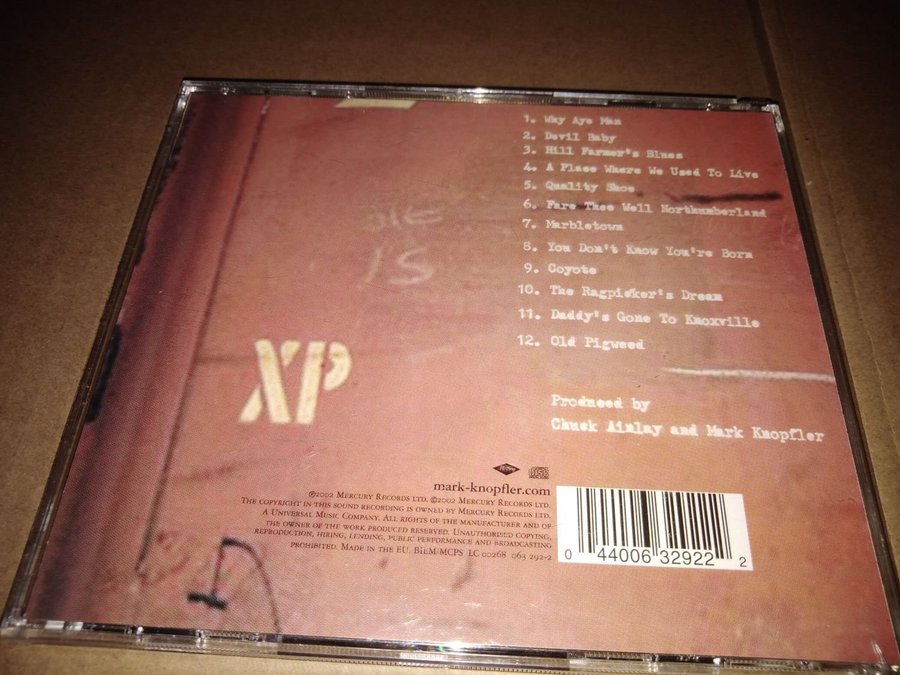 1. Why Aye Man
2. Devil Baby
3. Hill Farmer's Blues
4. A Place Where We Used To Live
5. Quality Shoe
6. Fare Thee Well Northumberland
7. Marbletown
8. You Don't Know You're Born
9. Coyote
10. The Ragpicker's Dream
11. Daddy's Gone To Knoxville
12. Old Pigweed
IS
XP
Produced by
Chuck Ainlay and Mark Knopfler
mark-knopfler.com
℗2002 Mercury Records Ltd. ©2002 Mercury Records Ltd.
The copyright in this sound recording is owned by Mercury Records Ltd.
A Universal Music Company. All rights of the manufacturer and of
the owner of the work produced reserved. Unauthorised copying,
reproduction, hiring, lending, public performance and broadcasting
prohibited. Made in the EU. BIEM/MCPS LC 00268 063 292-2
0 44006 32922 2